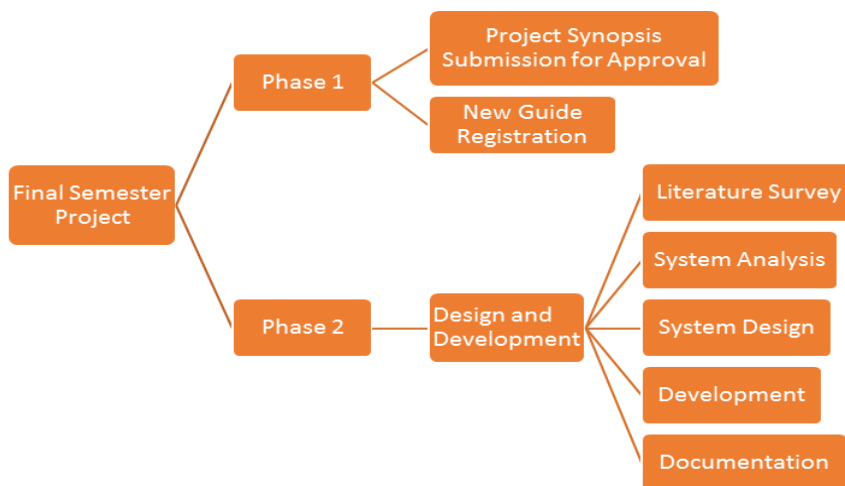 Project Synopsis
Submission for Approval
Phase 1
New Guide
Registration
Final Semester
Project
Literature Survey
System Analysis
Phase 2
Design and
Development
System Design
Development
Documentation